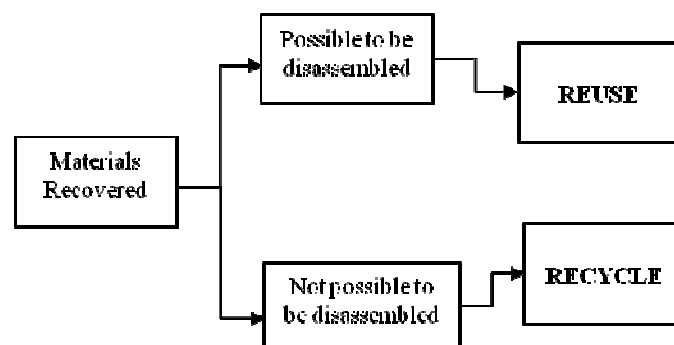 Possible to be
disassembled
REUSE
Materials
Recovered
Not possible to
be disassembled
RECYCLE